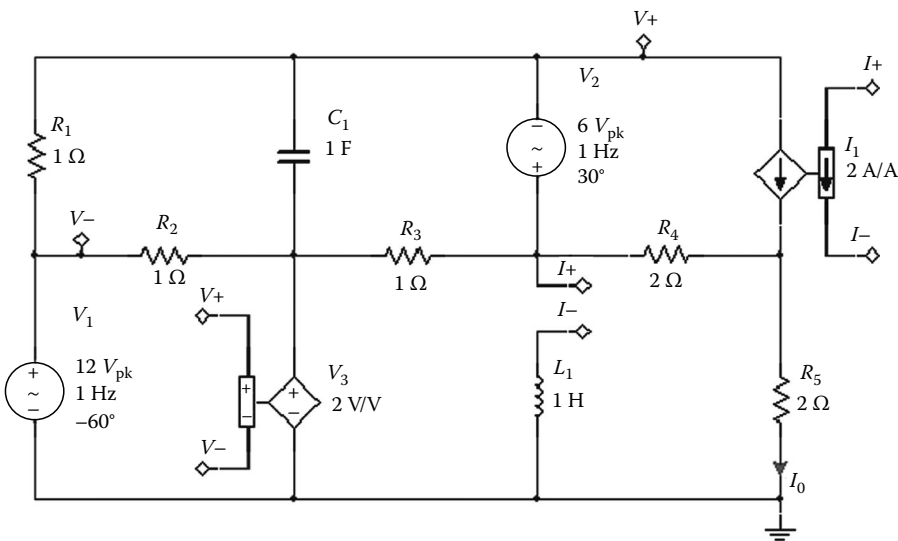 V+
V₂
I+
R₁
1 Ω
C₁
1 F
6 Vpk
1 Hz
30°
I₁
2 A/A
V−
R₂
1 Ω
R₃
1 Ω
R₄
2 Ω
I−
I+
V₁
V+
I−
12 Vpk
1 Hz
−60°
V₃
2 V/V
L₁
1 H
R₅
2 Ω
V−
I₀